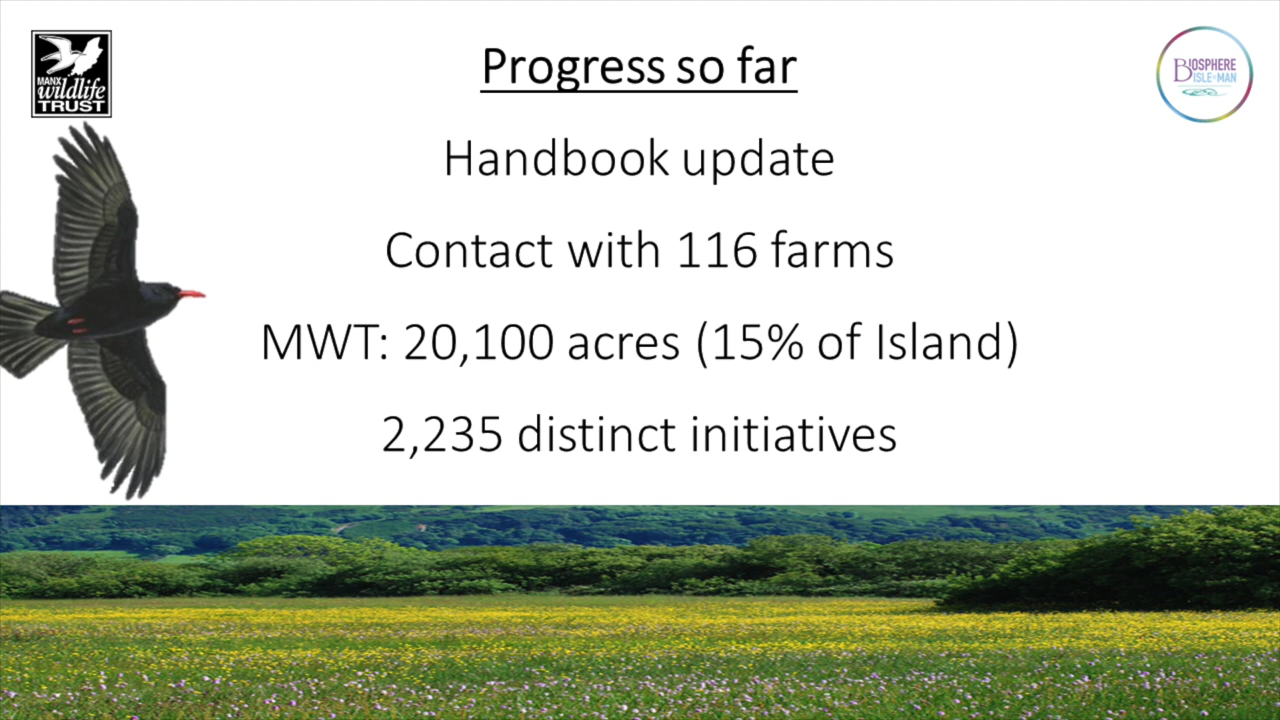 MANX
wildlife
TRUST
BIOSPHERE
ISLE of MAN
Progress so far
Handbook update
Contact with 116 farms
MWT: 20,100 acres (15% of Island)
2,235 distinct initiatives